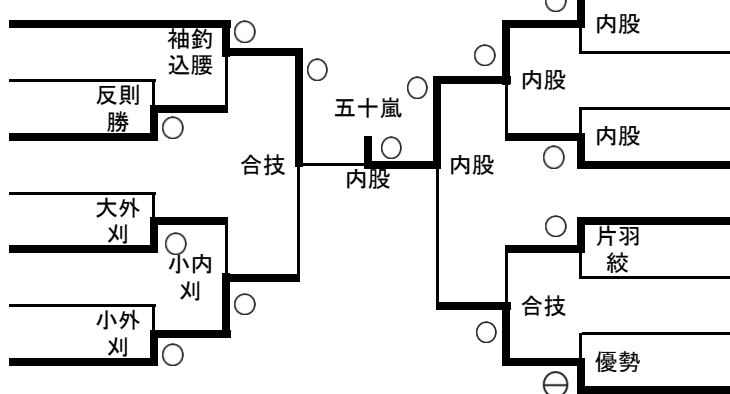 袖釣
込腰
反則
勝
合技
大外
刈
小内
刈
小外
刈
五十嵐
内股
内股
内股
内股
内股
片羽
絞
合技
優勢